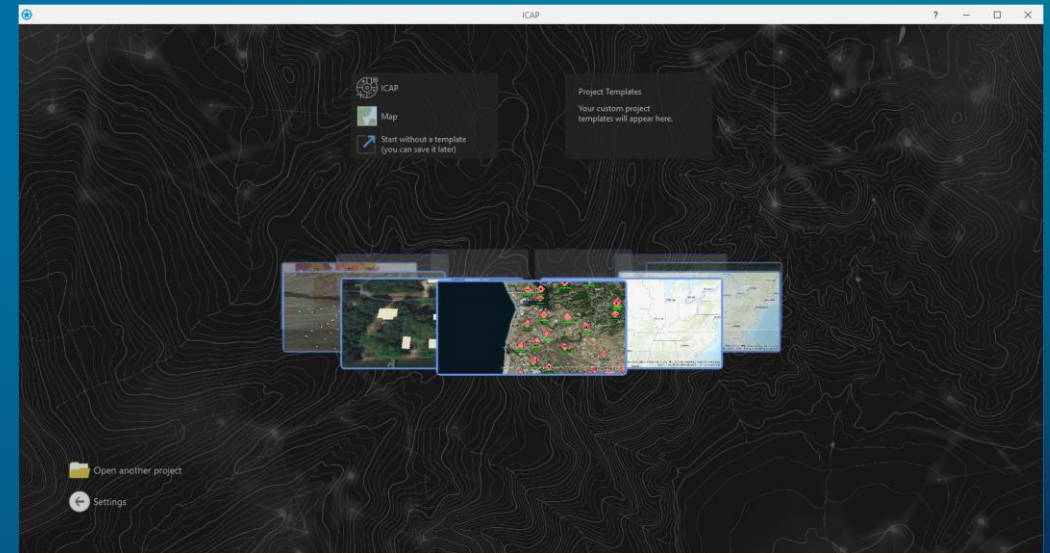 ICAP
?
ICAP
Map
Start without a template
(you can save it later)
Project Templates
Your custom project
templates will appear here.
Open another project
Settings